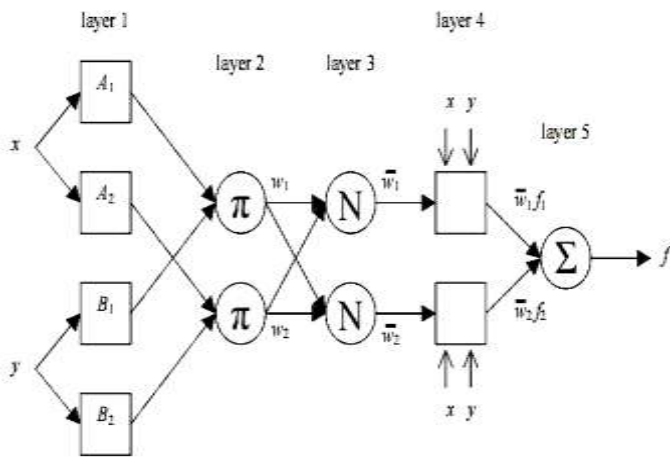 layer 1
layer 4
layer 2
layer 3
A₁
x y
layer 5
x
A₂
w₁
w̄₁
w̄₁f₁
π
N
Σ
f
B₁
π
N
w̄₂f₂
w₂
w̄₂
y
B₂
x y